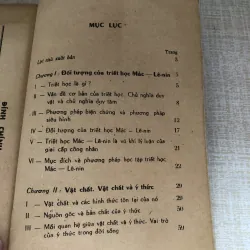 MỤC LỤC
Trang
Lời nhà xuất bản 3
Chương I: Đối tượng của triết học Mác — Lê-nin 5
I — Triết học là gì? 5
II — Vấn đề cơ bản của triết học. Chủ nghĩa duy
vật và chủ nghĩa duy tâm
III — Phương pháp biện chứng và phương pháp
siêu hình
IV — Đối tượng của triết học Mác — Lê-nin
V — Triết học Mác — Lê-nin là vũ khí lý luận của
giai cấp công nhân
VI — Mục đích và phương pháp học tập triết học
Mác — Lê-nin
Chương II: Vật chất. Vật chất và ý thức 29
I — Vật chất và các hình thức tồn tại của nó 29
II — Nguồn gốc và bản chất của ý thức
III — Mối quan hệ giữa vật chất và ý thức. Vai trò
của ý thức trong đời sống 59